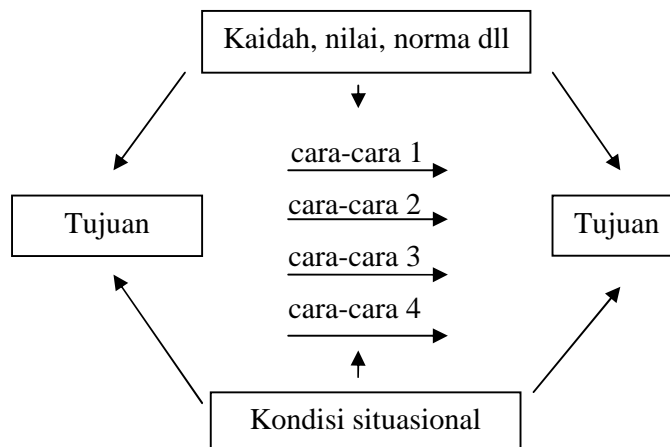 Kaidah, nilai, norma dll
cara-cara 1
cara-cara 2
Tujuan
Tujuan
cara-cara 3
cara-cara 4
Kondisi situasional